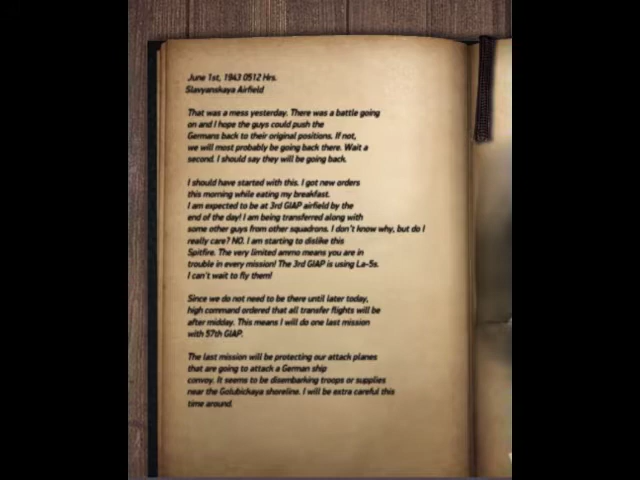 June 1st, 1943 0512 Hrs.
Slavyanskaya Airfield
That was a mess yesterday. There was a battle going
on and I hope the guys could push the
Germans back to their original positions. If not,
we will most probably be going back there. Wait a
second. I should say they will be going back.
I should have started with this. I got new orders
this morning while eating my breakfast.
I am expected to be at 3rd GIAP airfield by the
end of the day! I am being transferred along with
some other guys from other squadrons. I don't know why, but do I
really care? NO. I am starting to dislike this
Spitfire. The very limited ammo means you are in
trouble in every mission! The 3rd GIAP is using La-5s.
I can't wait to fly them!
Since we do not need to be there until later today,
high command ordered that all transfer flights will be
after midday. This means I will do one last mission
with 57th GIAP.
The last mission will be protecting our attack planes
that are going to attack a German ship
convoy. It seems to be disembarking troops or supplies
near the Golubickaya shoreline. I will be extra careful this
time around.